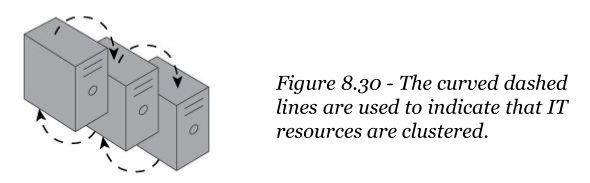 Figure 8.30 - The curved dashed
lines are used to indicate that IT
resources are clustered.